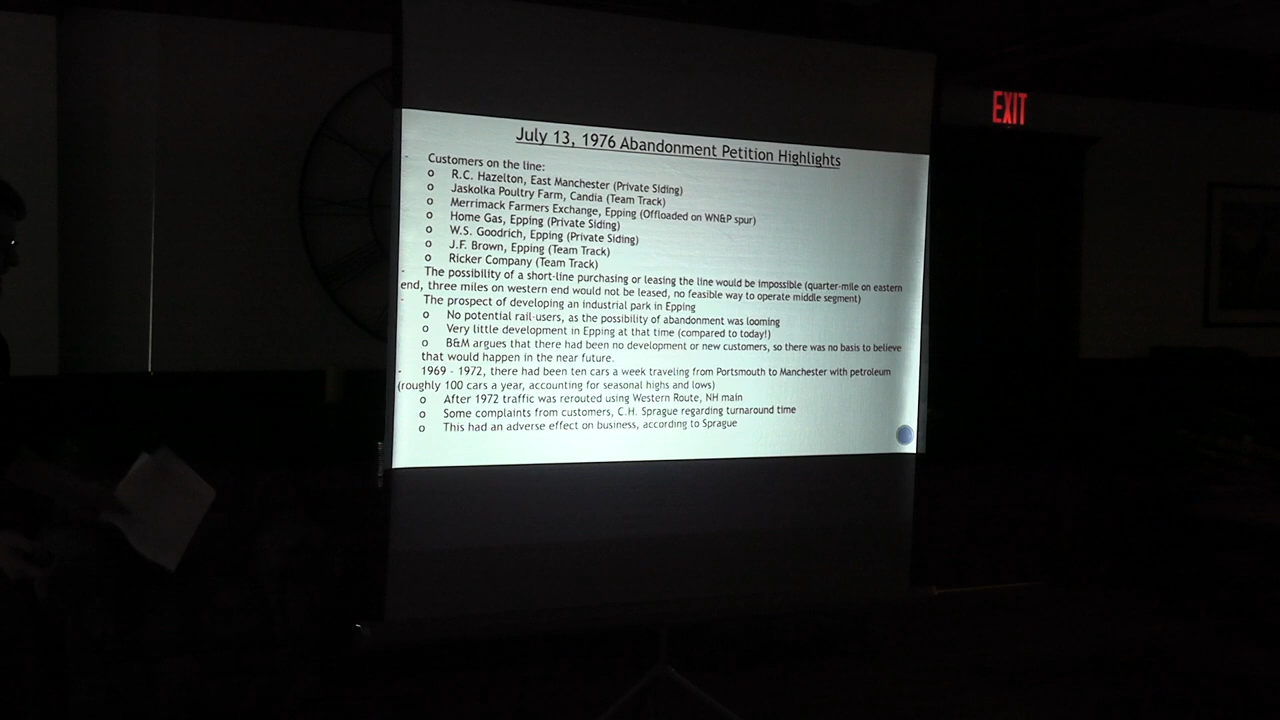 July 13, 1976 Abandonment Petition Highlights
EXIT
- Customers on the line:
o R.C. Hazelton, East Manchester (Private Siding)
o Jaskolka Poultry Farm, Candia (Team Track)
o Merrimack Farmers Exchange, Epping (Offloaded on WN&P spur)
o Home Gas, Epping (Private Siding)
o W.S. Goodrich, Epping (Private Siding)
o J.F. Brown, Epping (Team Track)
o Ricker Company (Team Track)
- The possibility of a short-line purchasing or leasing the line would be impossible (quarter-mile on eastern
end, three miles on western end would not be leased, no feasible way to operate middle segment)
- The prospect of developing an industrial park in Epping
o No potential rail-users, as the possibility of abandonment was looming
o Very little development in Epping at that time (compared to today!)
o B&M argues that there had been no development or new customers, so there was no basis to believe
that would happen in the near future.
- 1969 - 1972, there had been ten cars a week traveling from Portsmouth to Manchester with petroleum
(roughly 100 cars a year, accounting for seasonal highs and lows)
o After 1972 traffic was rerouted using Western Route, NH main
o Some complaints from customers, C.H. Sprague regarding turnaround time
o This had an adverse effect on business, according to Sprague